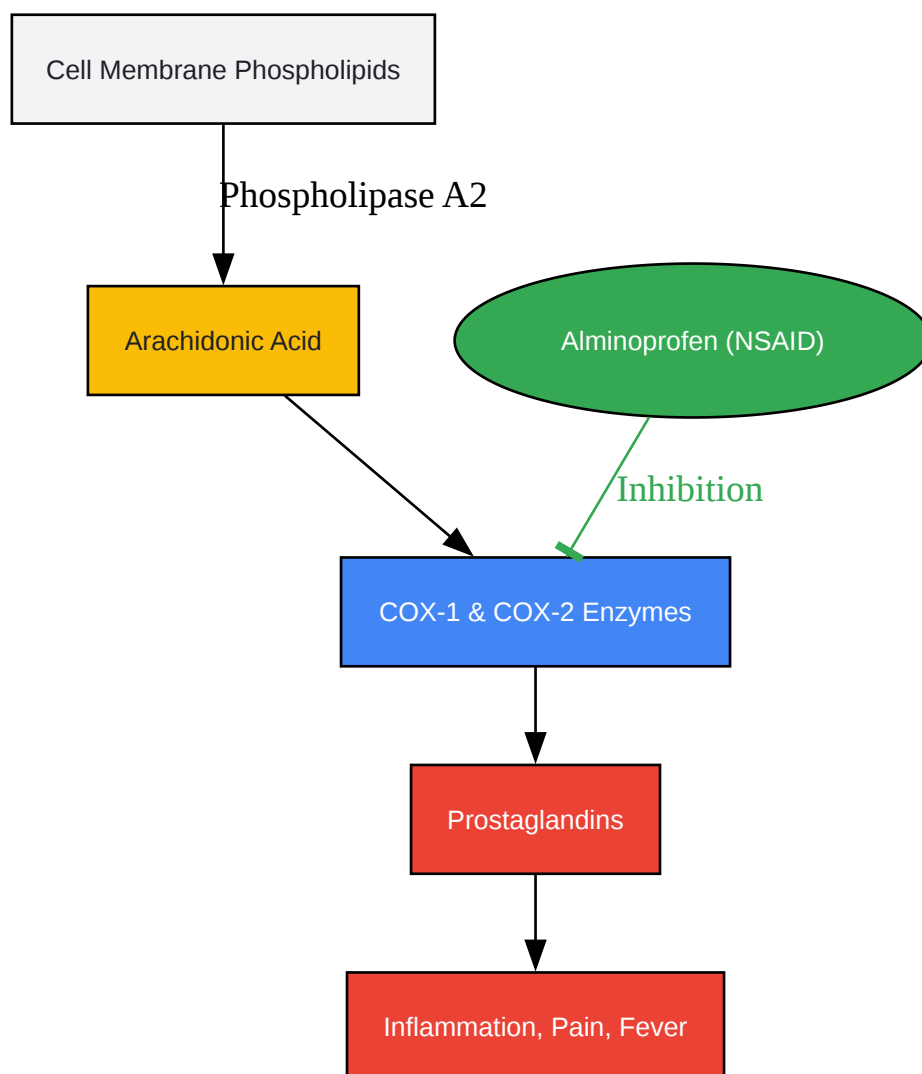 Cell Membrane Phospholipids
Phospholipase A2
Arachidonic Acid
Alminoprofen (NSAID)
Inhibition
COX-1 & COX-2 Enzymes
Prostaglandins
Inflammation, Pain, Fever